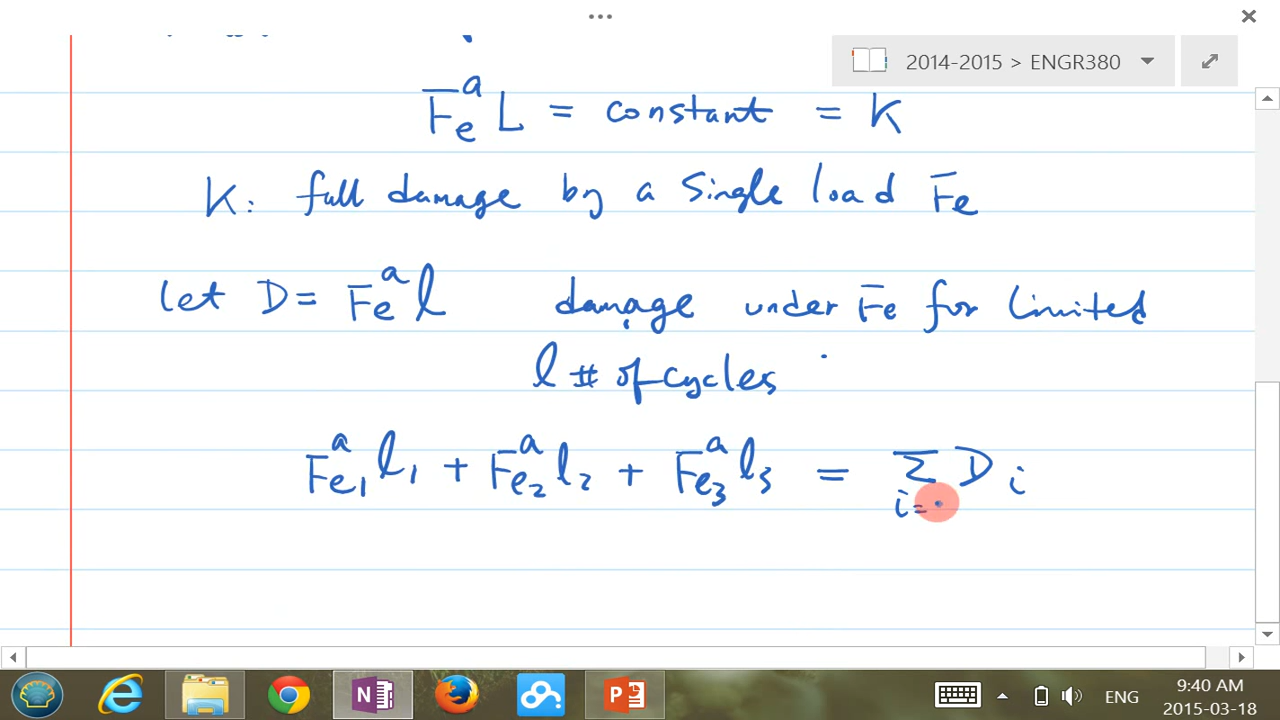 2014-2015 > ENGR380
Fe^a L = constant = K
K: full damage by a single load Fe
let D = Fe^a l damage under Fe for limited
l # of cycles
Fe₁^a l₁ + Fe₂^a l₂ + Fe₃^a l₃ = Σ D i
i=
N
P
ENG
9:40 AM
2015-03-18